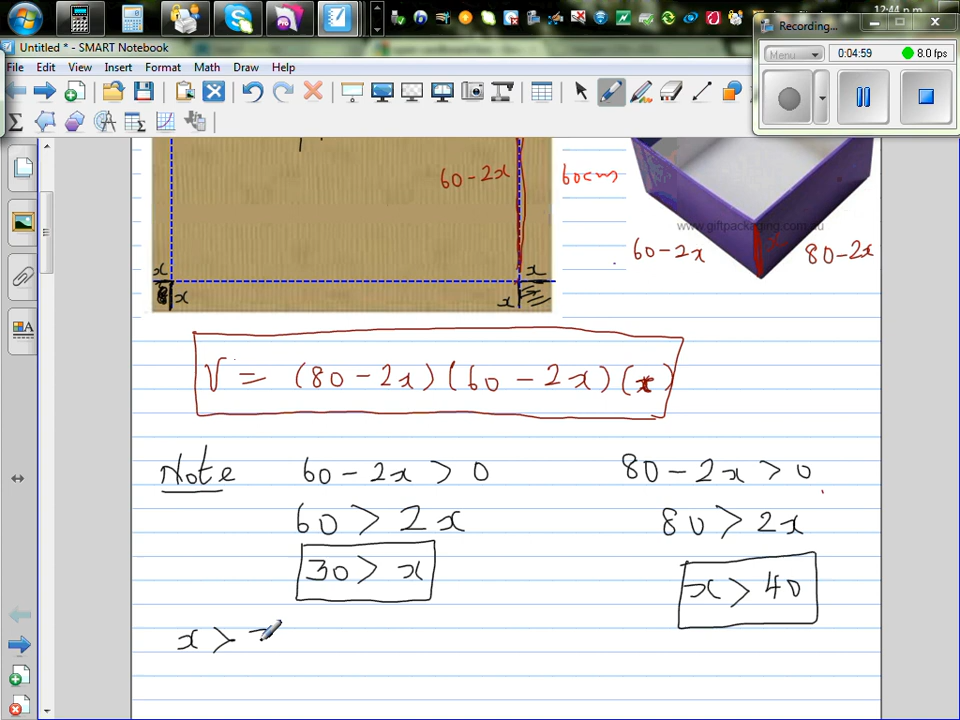 12:44 p.m.
Recording...
Untitled * - SMART Notebook
File Edit View Insert Format Math Draw Help
Menu
0:04:59
8.0 fps
60-2x
60cm
www.giftpackaging.com.au
x
60-2x
80-2x
x
x
x
x
V = (80-2x)(60-2x)(x)
Note
60-2x > 0
80-2x > 0
60 > 2x
80 > 2x
30 > x
x > 40
x >